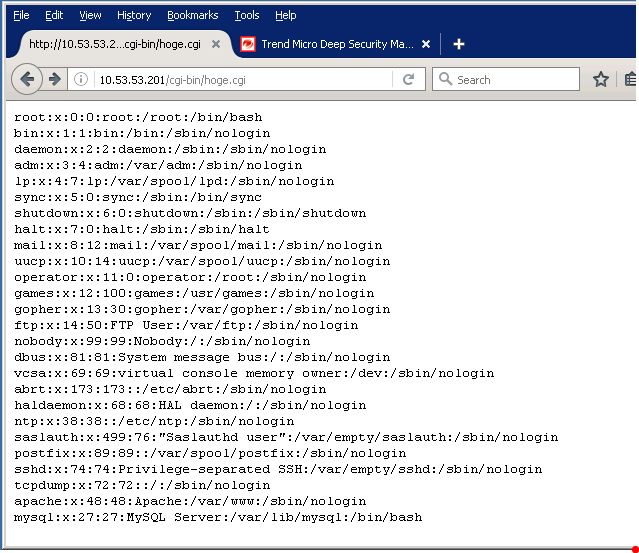 File Edit View History Bookmarks Tools Help
http://10.53.53.2...cgi-bin/hoge.cgi × Trend Micro Deep Security Ma... × +
10.53.53.201/cgi-bin/hoge.cgi Search
root:x:0:0:root:/root:/bin/bash
bin:x:1:1:bin:/bin:/sbin/nologin
daemon:x:2:2:daemon:/sbin:/sbin/nologin
adm:x:3:4:adm:/var/adm:/sbin/nologin
lp:x:4:7:lp:/var/spool/lpd:/sbin/nologin
sync:x:5:0:sync:/sbin:/bin/sync
shutdown:x:6:0:shutdown:/sbin:/sbin/shutdown
halt:x:7:0:halt:/sbin:/sbin/halt
mail:x:8:12:mail:/var/spool/mail:/sbin/nologin
uucp:x:10:14:uucp:/var/spool/uucp:/sbin/nologin
operator:x:11:0:operator:/root:/sbin/nologin
games:x:12:100:games:/usr/games:/sbin/nologin
gopher:x:13:30:gopher:/var/gopher:/sbin/nologin
ftp:x:14:50:FTP User:/var/ftp:/sbin/nologin
nobody:x:99:99:Nobody:/:/sbin/nologin
dbus:x:81:81:System message bus:/:/sbin/nologin
vcsa:x:69:69:virtual console memory owner:/dev:/sbin/nologin
abrt:x:173:173::/etc/abrt:/sbin/nologin
haldaemon:x:68:68:HAL daemon:/:/sbin/nologin
ntp:x:38:38::/etc/ntp:/sbin/nologin
saslauth:x:499:76:"Saslauthd user":/var/empty/saslauth:/sbin/nologin
postfix:x:89:89::/var/spool/postfix:/sbin/nologin
sshd:x:74:74:Privilege-separated SSH:/var/empty/sshd:/sbin/nologin
tcpdump:x:72:72::/:/sbin/nologin
apache:x:48:48:Apache:/var/www:/sbin/nologin
mysql:x:27:27:MySQL Server:/var/lib/mysql:/bin/bash